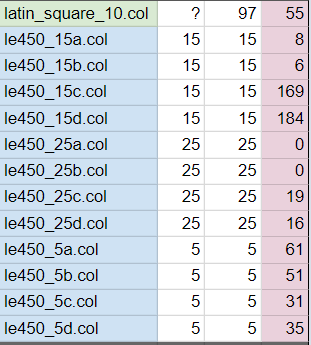 latin_square_10.col ? 97 55
le450_15a.col 15 15 8
le450_15b.col 15 15 6
le450_15c.col 15 15 169
le450_15d.col 15 15 184
le450_25a.col 25 25 0
le450_25b.col 25 25 0
le450_25c.col 25 25 19
le450_25d.col 25 25 16
le450_5a.col 5 5 61
le450_5b.col 5 5 51
le450_5c.col 5 5 31
le450_5d.col 5 5 35